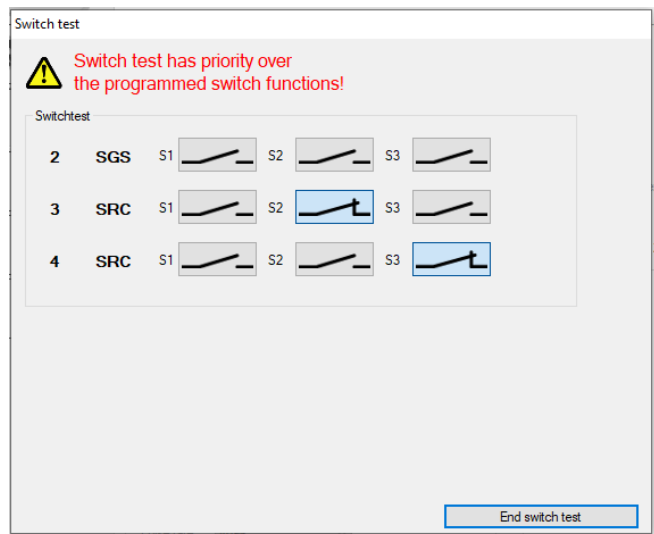 Switch test
Switch test has priority over
the programmed switch functions!
Switchtest
2 SGS S1 S2 S3
3 SRC S1 S2 S3
4 SRC S1 S2 S3
End switch test